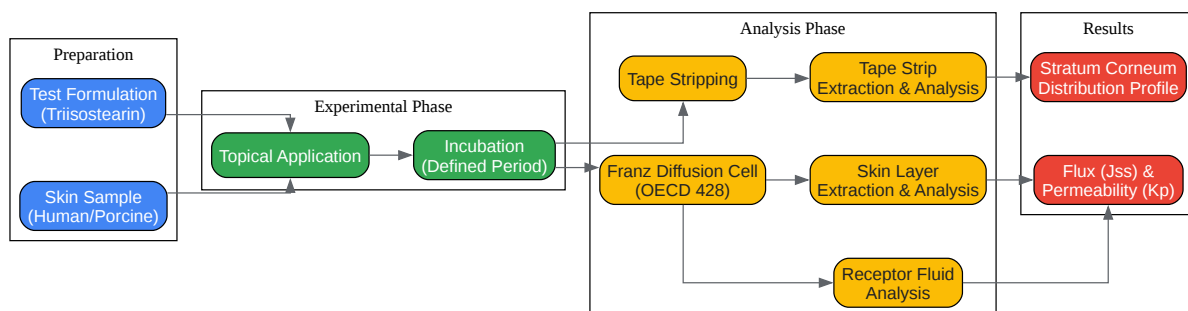 Preparation
Test Formulation
(Triisostearin)
Skin Sample
(Human/Porcine)
Experimental Phase
Topical Application
Incubation
(Defined Period)
Analysis Phase
Tape Stripping
Tape Strip
Extraction & Analysis
Franz Diffusion Cell
(OECD 428)
Skin Layer
Extraction & Analysis
Receptor Fluid
Analysis
Results
Stratum Corneum
Distribution Profile
Flux (Jss) &
Permeability (Kp)